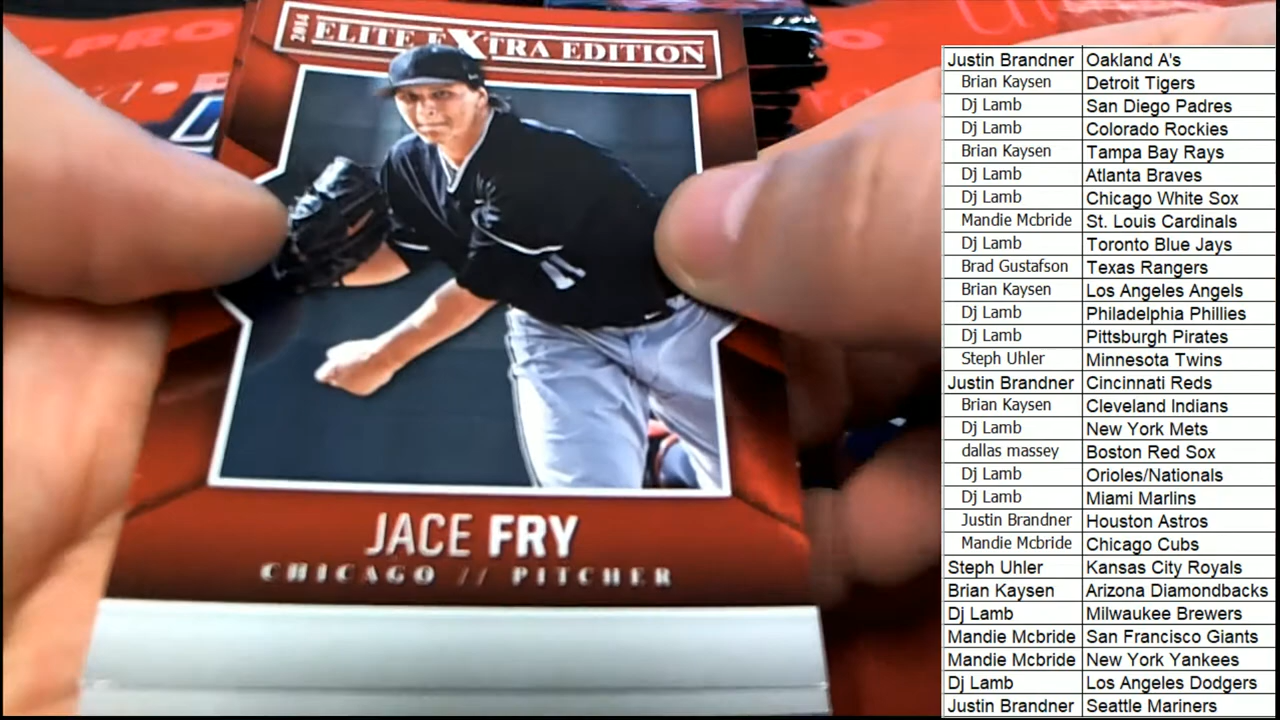 2014
ELITE EXTRA EDITION
JACE FRY
CHICAGO // PITCHER
Justin Brandner Oakland A's
Brian Kaysen Detroit Tigers
Dj Lamb San Diego Padres
Dj Lamb Colorado Rockies
Brian Kaysen Tampa Bay Rays
Dj Lamb Atlanta Braves
Dj Lamb Chicago White Sox
Mandie Mcbride St. Louis Cardinals
Dj Lamb Toronto Blue Jays
Brad Gustafson Texas Rangers
Brian Kaysen Los Angeles Angels
Dj Lamb Philadelphia Phillies
Dj Lamb Pittsburgh Pirates
Steph Uhler Minnesota Twins
Justin Brandner Cincinnati Reds
Brian Kaysen Cleveland Indians
Dj Lamb New York Mets
dallas massey Boston Red Sox
Dj Lamb Orioles/Nationals
Dj Lamb Miami Marlins
Justin Brandner Houston Astros
Mandie Mcbride Chicago Cubs
Steph Uhler Kansas City Royals
Brian Kaysen Arizona Diamondbacks
Dj Lamb Milwaukee Brewers
Mandie Mcbride San Francisco Giants
Mandie Mcbride New York Yankees
Dj Lamb Los Angeles Dodgers
Justin Brandner Seattle Mariners